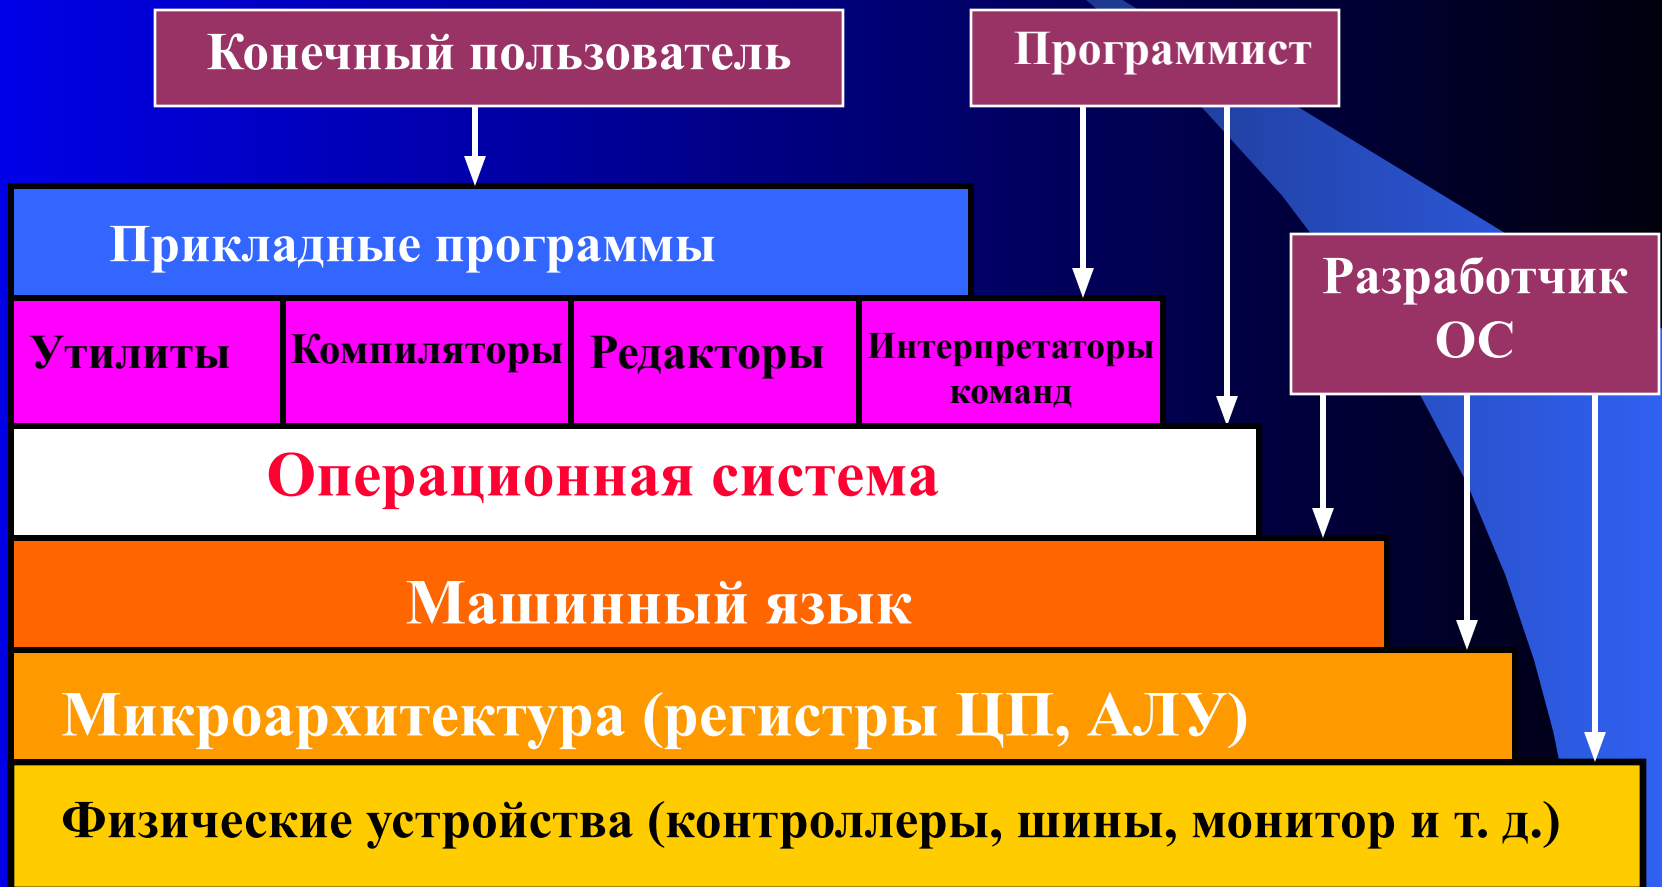 Конечный пользователь
Программист
Прикладные программы
Разработчик
ОС
Утилиты
Компиляторы
Редакторы
Интерпретаторы
команд
Операционная система
Машинный язык
Микроархитектура (регистры ЦП, АЛУ)
Физические устройства (контроллеры, шины, монитор и т. д.)